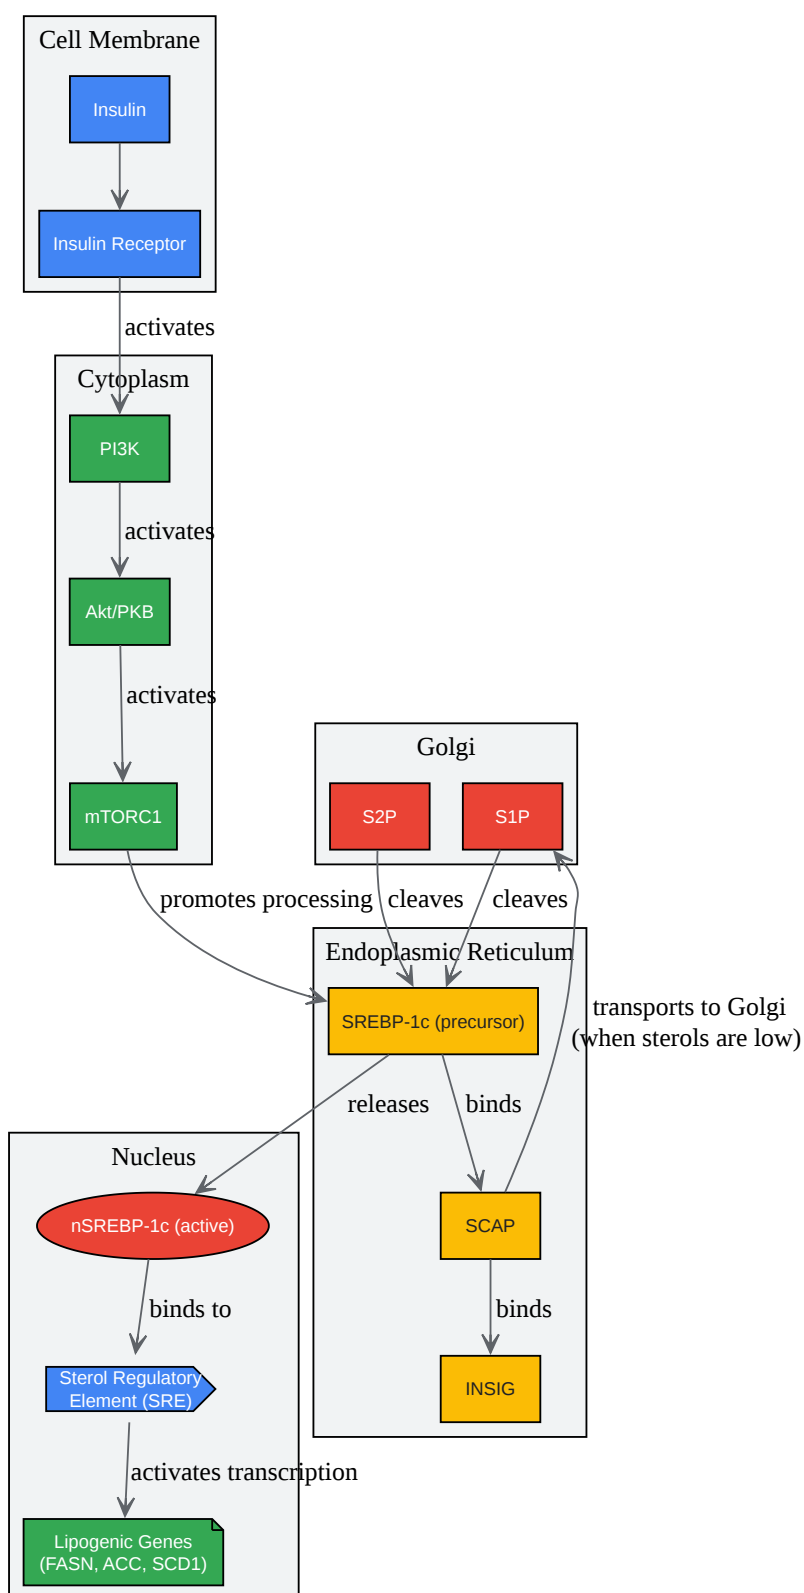 Cell Membrane
Insulin
Insulin Receptor
activates
Cytoplasm
PI3K
activates
Akt/PKB
activates
mTORC1
Golgi
S2P
S1P
promotes processing
cleaves
cleaves
Endoplasmic Reticulum
SREBP-1c (precursor)
transports to Golgi
(when sterols are low)
releases
binds
Nucleus
nSREBP-1c (active)
SCAP
binds to
binds
Sterol Regulatory
Element (SRE)
INSIG
activates transcription
Lipogenic Genes
(FASN, ACC, SCD1)